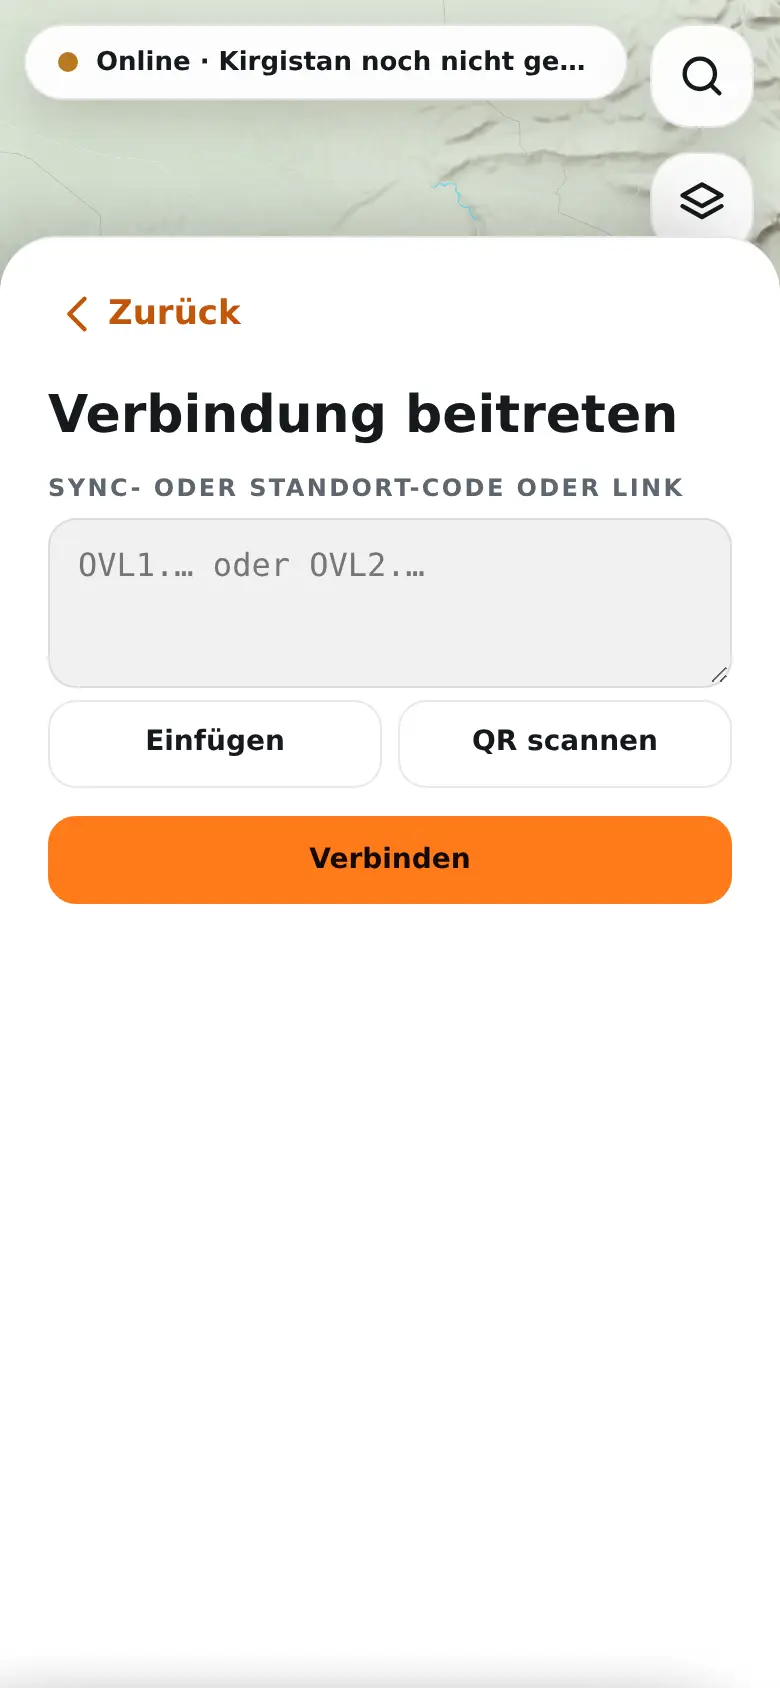 Online · Kirgistan noch nicht ge…
Zurück
Verbindung beitreten
SYNC- ODER STANDORT-CODE ODER LINK
OVL1.… oder OVL2.…
Einfügen
QR scannen
Verbinden